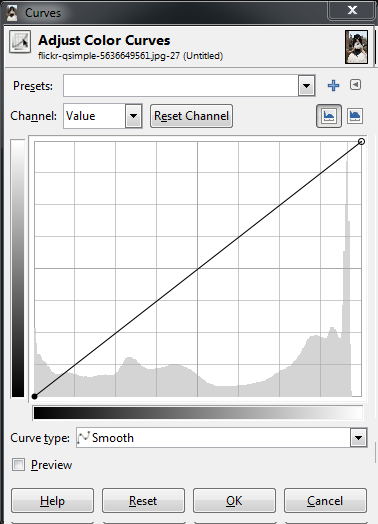 Curves
Adjust Color Curves
flickr-qsimple-5636649561.jpg-27 (Untitled)
Presets:
Channel: Value Reset Channel
Curve type: Smooth
Preview
Help Reset OK Cancel